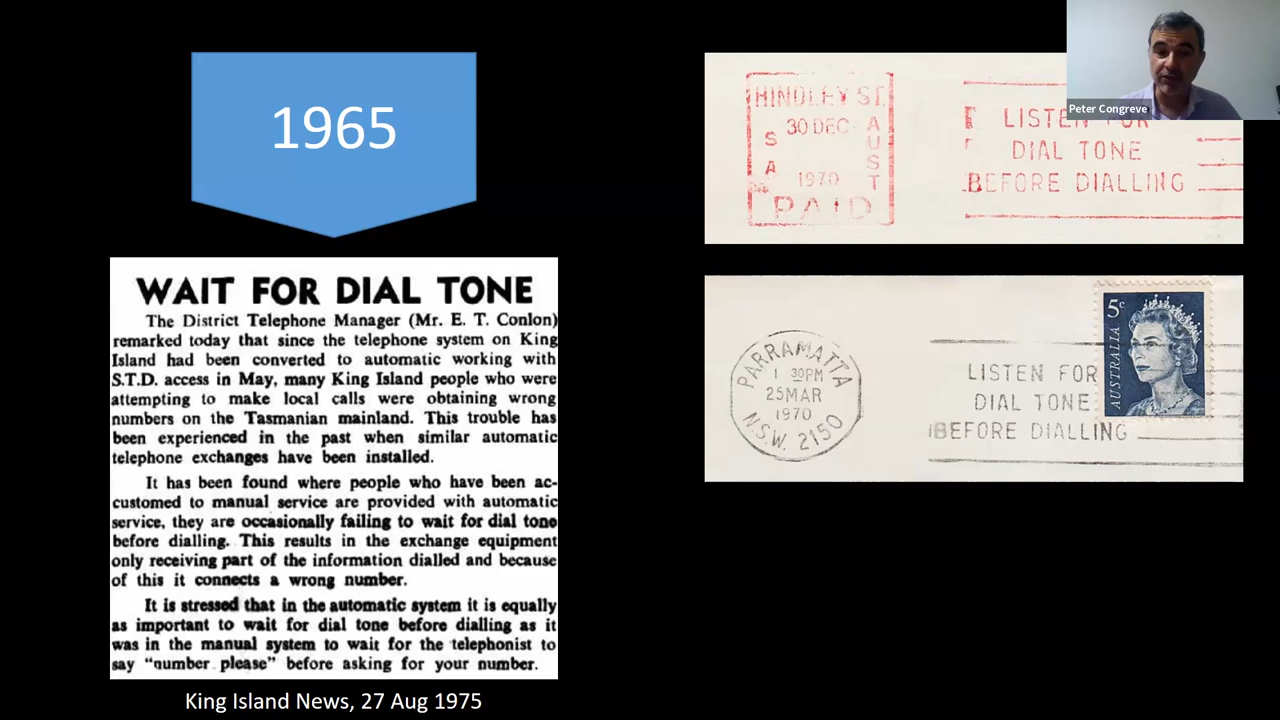 1965
WAIT FOR DIAL TONE
The District Telephone Manager (Mr. E. T. Conlon)
remarked today that since the telephone system on King
Island had been converted to automatic working with
S.T.D. access in May, many King Island people who were
attempting to make local calls were obtaining wrong
numbers on the Tasmanian mainland. This trouble has
been experienced in the past when similar automatic
telephone exchanges have been installed.
It has been found where people who have been ac-
customed to manual service are provided with automatic
service, they are occasionally failing to wait for dial tone
before dialling. This results in the exchange equipment
only receiving part of the information dialled and because
of this it connects a wrong number.
It is stressed that in the automatic system it is equally
as important to wait for dial tone before dialling as it
was in the manual system to wait for the telephonist to
say "number please" before asking for your number.
King Island News, 27 Aug 1975
HINDLEY ST.
30 DEC
S A
AUST
1970
PAID
LISTEN FOR
DIAL TONE
BEFORE DIALLING
Peter Congreve
PARRAMATTA
1 30PM
25 MAR
1970
N.S.W. 2150
LISTEN FOR
DIAL TONE
BEFORE DIALLING
5c
AUSTRALIA